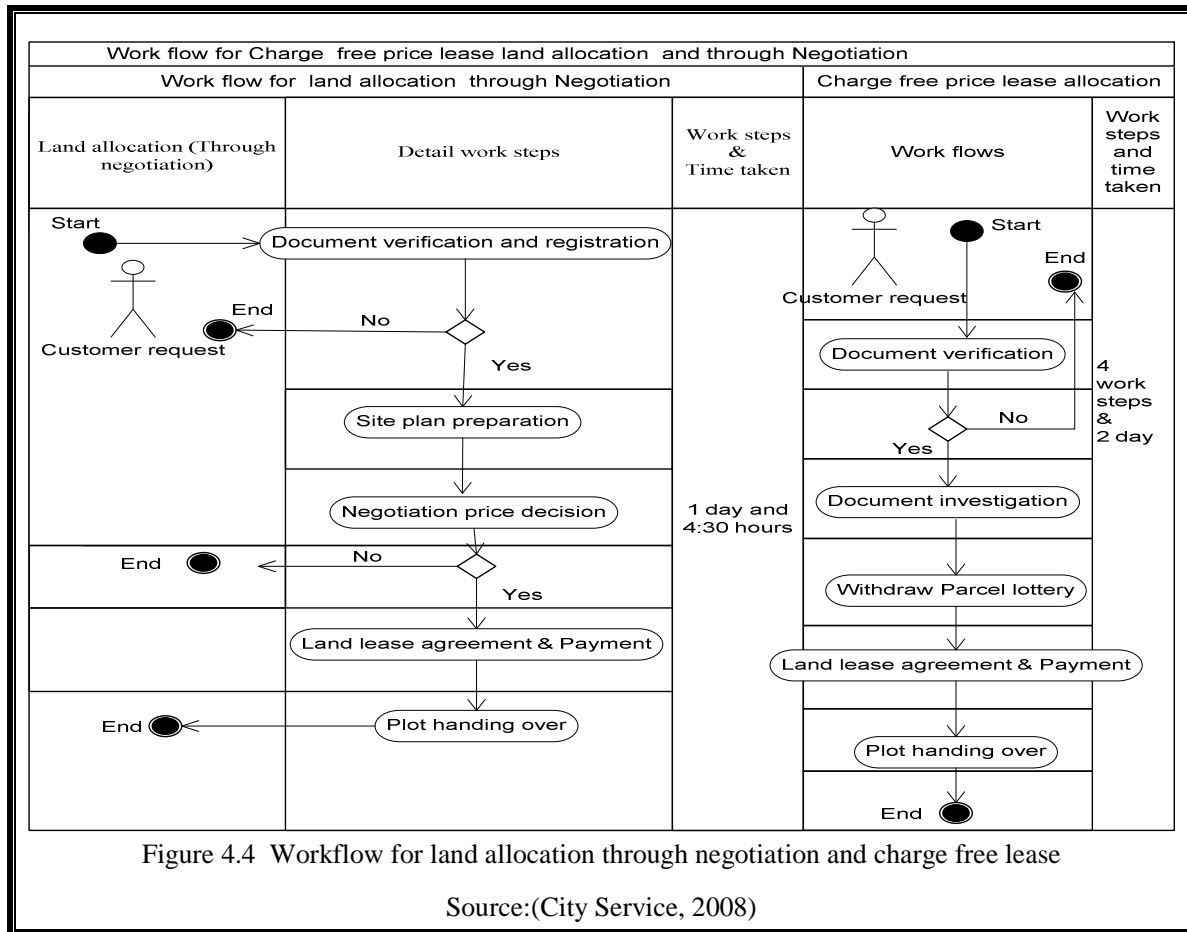 Work flow for Charge free price lease land allocation and through Negotiation
Work flow for land allocation through Negotiation
Charge free price lease allocation
Land allocation (Through
negotiation)
Detail work steps
Work steps
&
Time taken
Work flows
Work
steps
and
time
taken
Start
Document verification and registration
Customer request
End
No
Yes
Site plan preparation
Negotiation price decision
1 day and
4:30 hours
End
No
Yes
Land lease agreement & Payment
Plot handing over
End
Start
End
Customer request
Document verification
No
Yes
4
work
steps
&
2 day
Document investigation
Withdraw Parcel lottery
Land lease agreement & Payment
Plot handing over
End
Figure 4.4 Workflow for land allocation through negotiation and charge free lease
Source:(City Service, 2008)